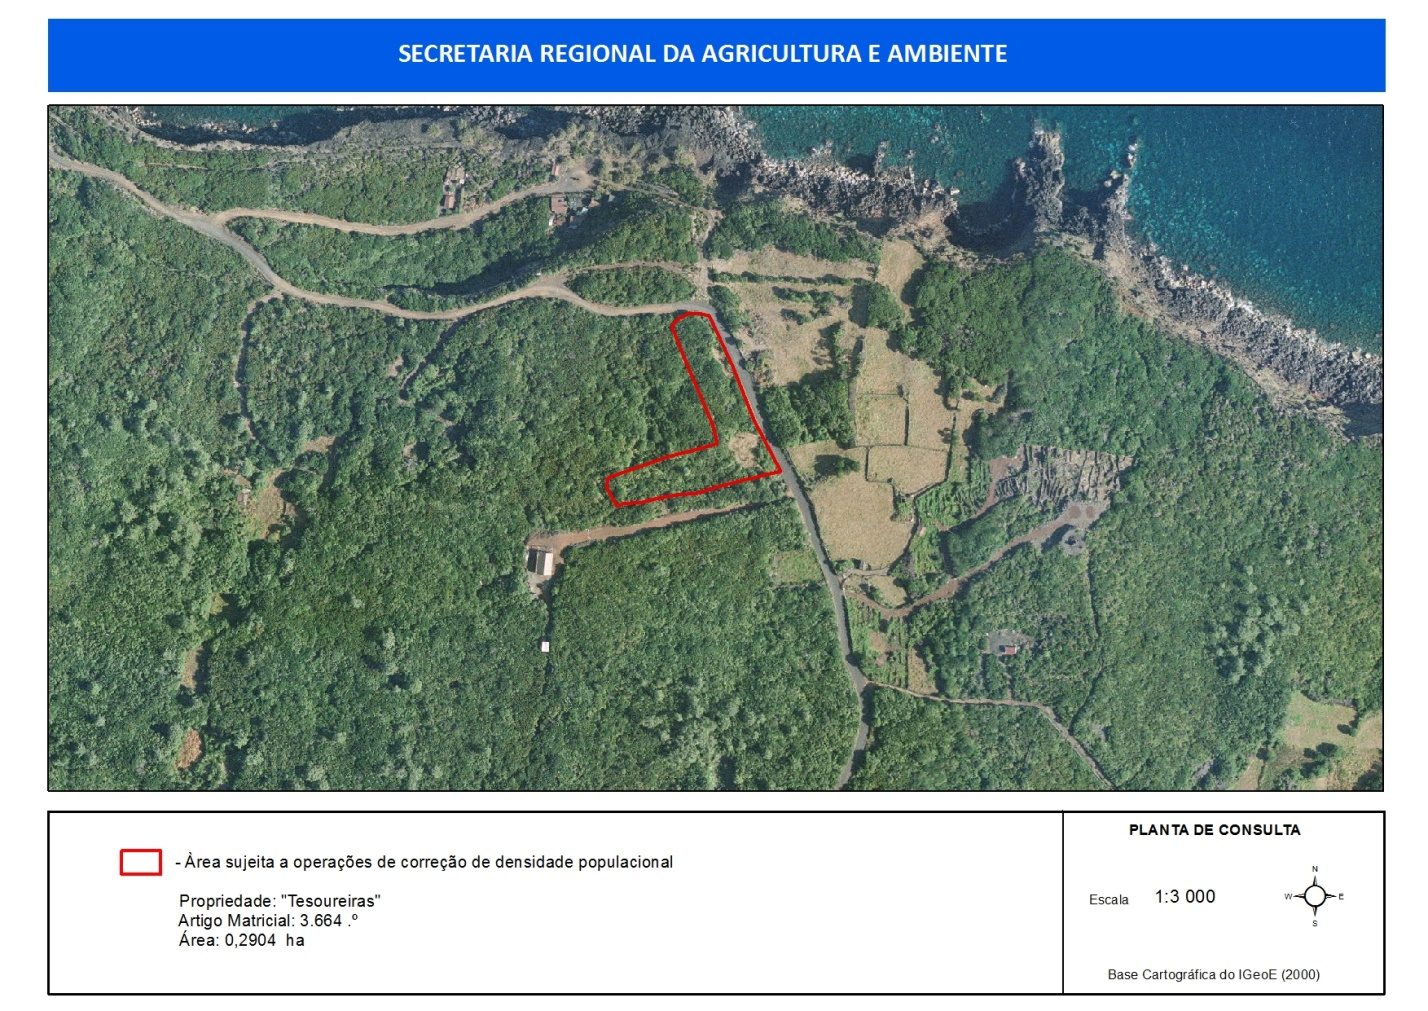 SECRETARIA REGIONAL DA AGRICULTURA E AMBIENTE
- Àrea sujeita a operações de correção de densidade populacional
Propriedade: "Tesoureiras"
Artigo Matricial: 3.664 .º
Área: 0,2904 ha
PLANTA DE CONSULTA
N
Escala 1:3 000
W E
S
Base Cartográfica do IGeoE (2000)